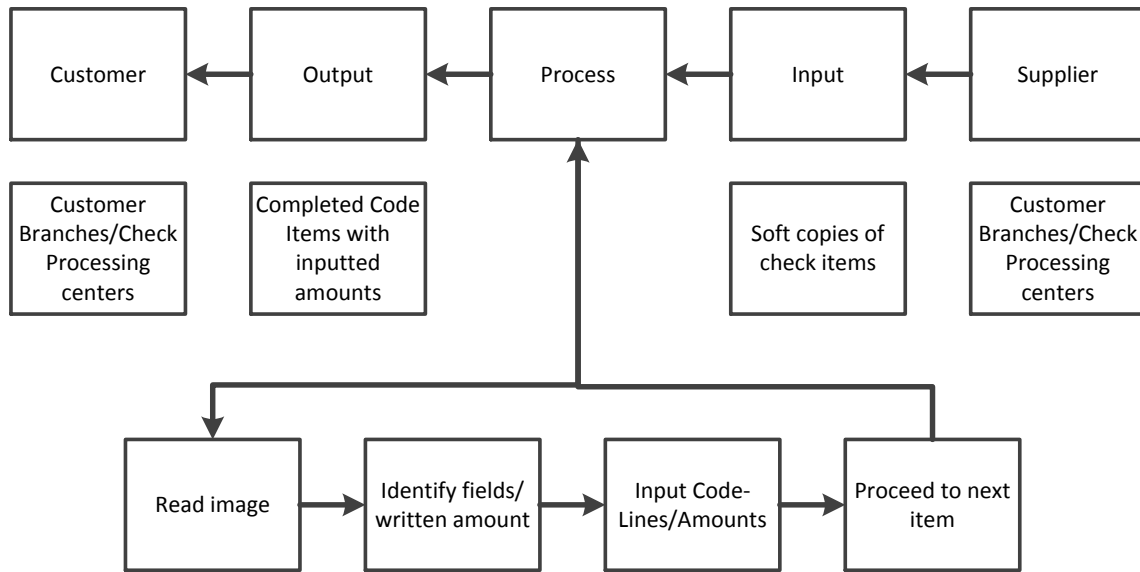 Customer
Output
Process
Input
Supplier
Customer
Branches/Check
Processing
centers
Completed Code
Items with
inputted
amounts
Soft copies of
check items
Customer
Branches/Check
Processing
centers
Read image
Identify fields/
written amount
Input Code-
Lines/Amounts
Proceed to next
item